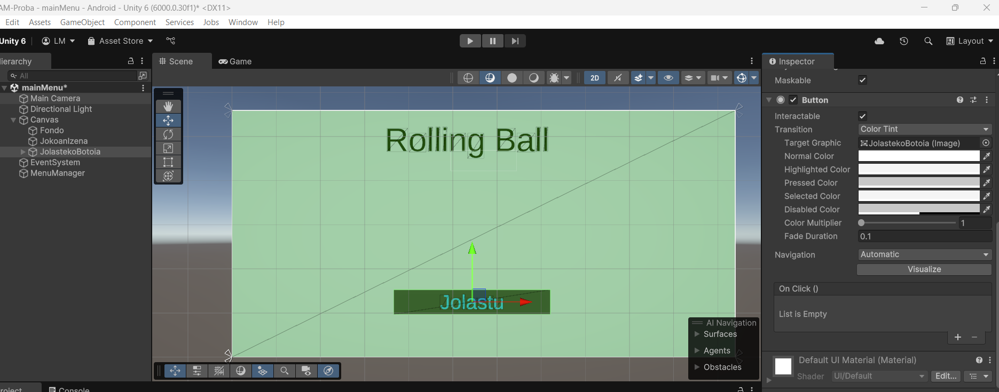 AM-Proba - mainMenu - Android - Unity 6 (6000.0.30f1)* <DX11>
Edit Assets GameObject Component Services Jobs Window Help
Unity 6 LM Asset Store Layout
Hierarchy
All
mainMenu*
Main Camera
Directional Light
Canvas
Fondo
JokoanIzena
JolastekoBotoia
EventSystem
MenuManager
Scene Game
2D
Rolling Ball
Jolastu
AI Navigation
Surfaces
Agents
Obstacles
Inspector
Maskable
Button
Interactable
Transition Color Tint
Target Graphic JolastekoBotoia (Image)
Normal Color
Highlighted Color
Pressed Color
Selected Color
Disabled Color
Color Multiplier 1
Fade Duration 0.1
Navigation Automatic
Visualize
On Click ()
List is Empty
Default UI Material (Material)
Shader UI/Default Edit...
Project Console